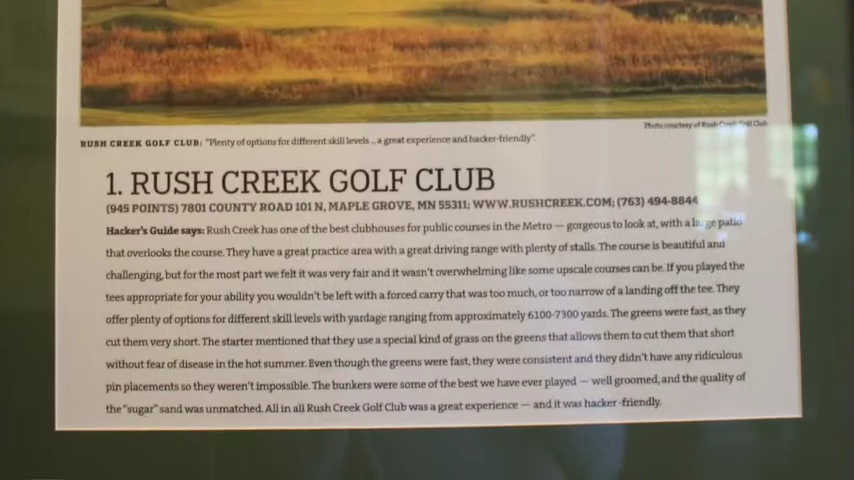 Photo courtesy of Rush Creek Golf Club
RUSH CREEK GOLF CLUB: "Plenty of options for different skill levels ... a great experience and hacker-friendly".
1. RUSH CREEK GOLF CLUB
(945 POINTS) 7801 COUNTY ROAD 101 N, MAPLE GROVE, MN 55311; WWW.RUSHCREEK.COM; (763) 494-8844
Hacker's Guide says: Rush Creek has one of the best clubhouses for public courses in the Metro — gorgeous to look at, with a large patio
that overlooks the course. They have a great practice area with a great driving range with plenty of stalls. The course is beautiful and
challenging, but for the most part we felt it was very fair and it wasn't overwhelming like some upscale courses can be. If you played the
tees appropriate for your ability you wouldn't be left with a forced carry that was too much, or too narrow of a landing off the tee. They
offer plenty of options for different skill levels with yardage ranging from approximately 6100-7300 yards. The greens were fast, as they
cut them very short. The starter mentioned that they use a special kind of grass on the greens that allows them to cut them that short
without fear of disease in the hot summer. Even though the greens were fast, they were consistent and they didn't have any ridiculous
pin placements so they weren't impossible. The bunkers were some of the best we have ever played — well groomed, and the quality of
the "sugar" sand was unmatched. All in all Rush Creek Golf Club was a great experience — and it was hacker-friendly.